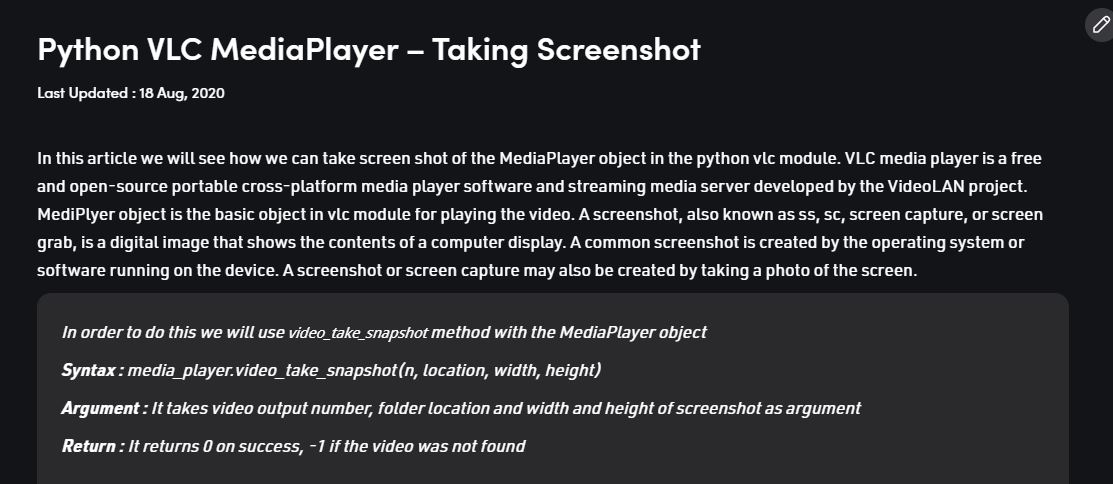 Python VLC MediaPlayer – Taking Screenshot
Last Updated : 18 Aug, 2020
In this article we will see how we can take screen shot of the MediaPlayer object in the python vlc module. VLC media player is a free
and open-source portable cross-platform media player software and streaming media server developed by the VideoLAN project.
MediPlyer object is the basic object in vlc module for playing the video. A screenshot, also known as ss, sc, screen capture, or screen
grab, is a digital image that shows the contents of a computer display. A common screenshot is created by the operating system or
software running on the device. A screenshot or screen capture may also be created by taking a photo of the screen.
In order to do this we will use video_take_snapshot method with the MediaPlayer object
Syntax : media_player.video_take_snapshot(n, location, width, height)
Argument : It takes video output number, folder location and width and height of screenshot as argument
Return : It returns 0 on success, -1 if the video was not found